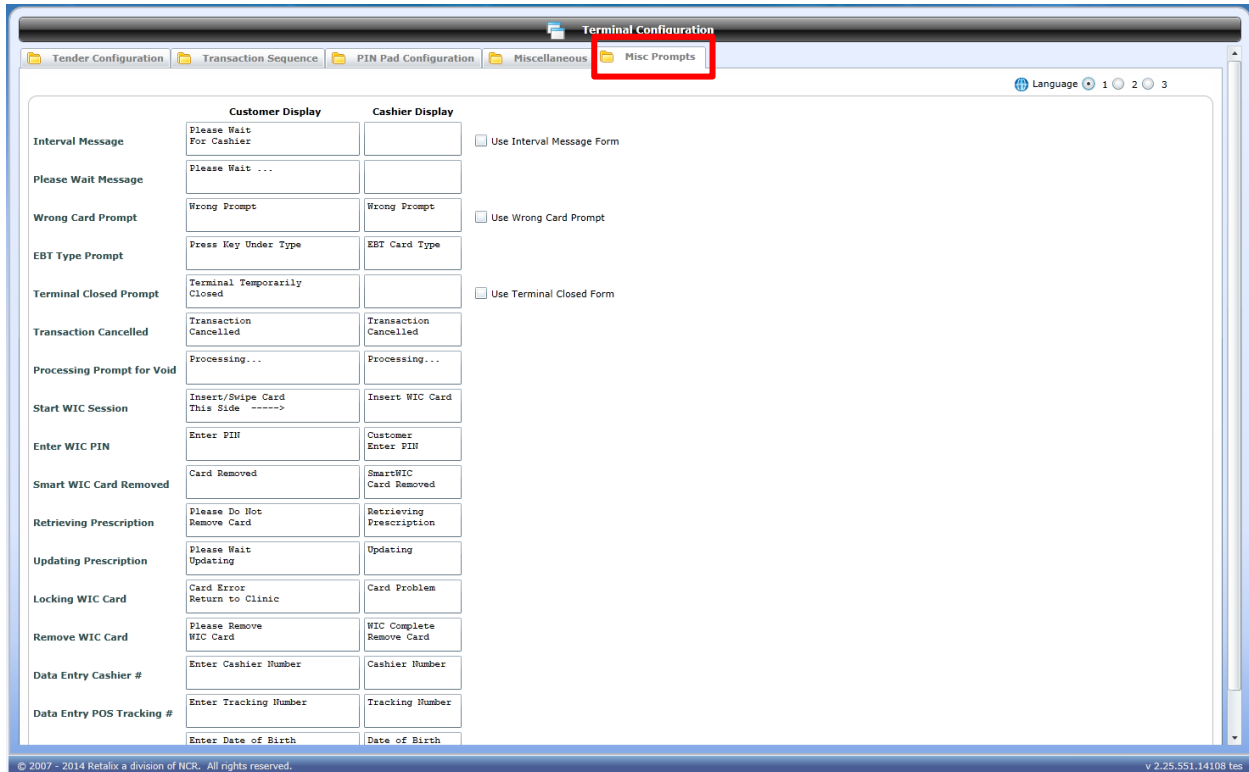 Terminal Configuration
Tender Configuration Transaction Sequence PIN Pad Configuration Miscellaneous Misc Prompts
Language 1 2 3
Customer Display Cashier Display
Interval Message
Please Wait
For Cashier
Use Interval Message Form
Please Wait Message
Please Wait ...
Wrong Card Prompt
Wrong Prompt
Wrong Prompt
Use Wrong Card Prompt
EBT Type Prompt
Press Key Under Type
EBT Card Type
Terminal Closed Prompt
Terminal Temporarily
Closed
Use Terminal Closed Form
Transaction Cancelled
Transaction
Cancelled
Transaction
Cancelled
Processing Prompt for Void
Processing...
Processing...
Start WIC Session
Insert/Swipe Card
This Side ----->
Insert WIC Card
Enter WIC PIN
Enter PIN
Customer
Enter PIN
Smart WIC Card Removed
Card Removed
SmartWIC
Card Removed
Retrieving Prescription
Please Do Not
Remove Card
Retrieving
Prescription
Updating Prescription
Please Wait
Updating
Updating
Locking WIC Card
Card Error
Return to Clinic
Card Problem
Remove WIC Card
Please Remove
WIC Card
WIC Complete
Remove Card
Data Entry Cashier #
Enter Cashier Number
Cashier Number
Data Entry POS Tracking #
Enter Tracking Number
Tracking Number
Enter Date of Birth
Date of Birth
© 2007 - 2014 Retalix a division of NCR. All rights reserved.
v 2.25.551.14108 tes